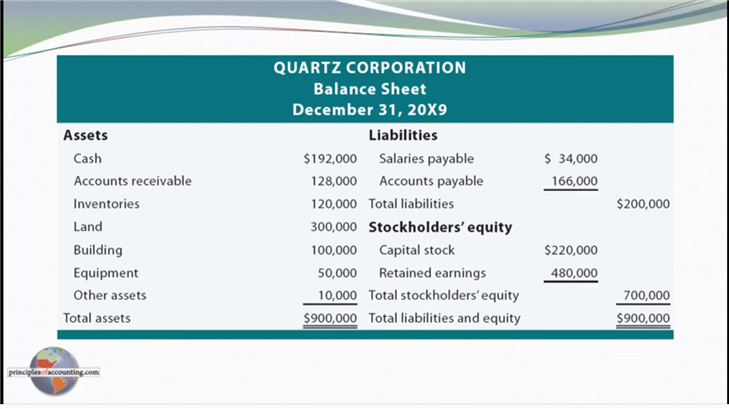 QUARTZ CORPORATION
Balance Sheet
December 31, 20X9
Assets Liabilities
Cash $192,000 Salaries payable $ 34,000
Accounts receivable 128,000 Accounts payable 166,000
Inventories 120,000 Total liabilities $200,000
Land 300,000 Stockholders' equity
Building 100,000 Capital stock $220,000
Equipment 50,000 Retained earnings 480,000
Other assets 10,000 Total stockholders' equity 700,000
Total assets $900,000 Total liabilities and equity $900,000
principlesofaccounting.com